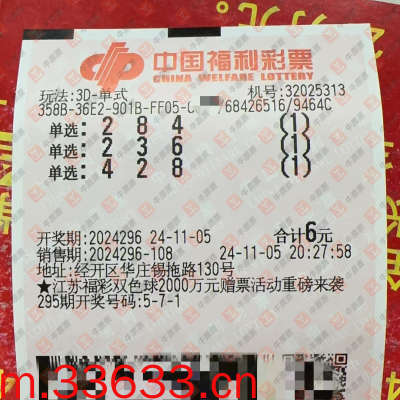 中国福利彩票
CHINA WELFARE LOTTERY
玩法:3D-单式 机号:32025313
358B-36E2-901B-FF05-C /68426516/9464C
单选:2 8 4 (1)
单选:2 3 6 (1)
单选:4 2 8 (1)
开奖期:2024296 24-11-05 合计6元
销售期:2024296-108 24-11-05 20:27:58
地址:经开区华庄锡拖路130号
★江苏福彩双色球2000万元赠票活动重磅来袭
295期开奖号码:5-7-1
m.33633.cn